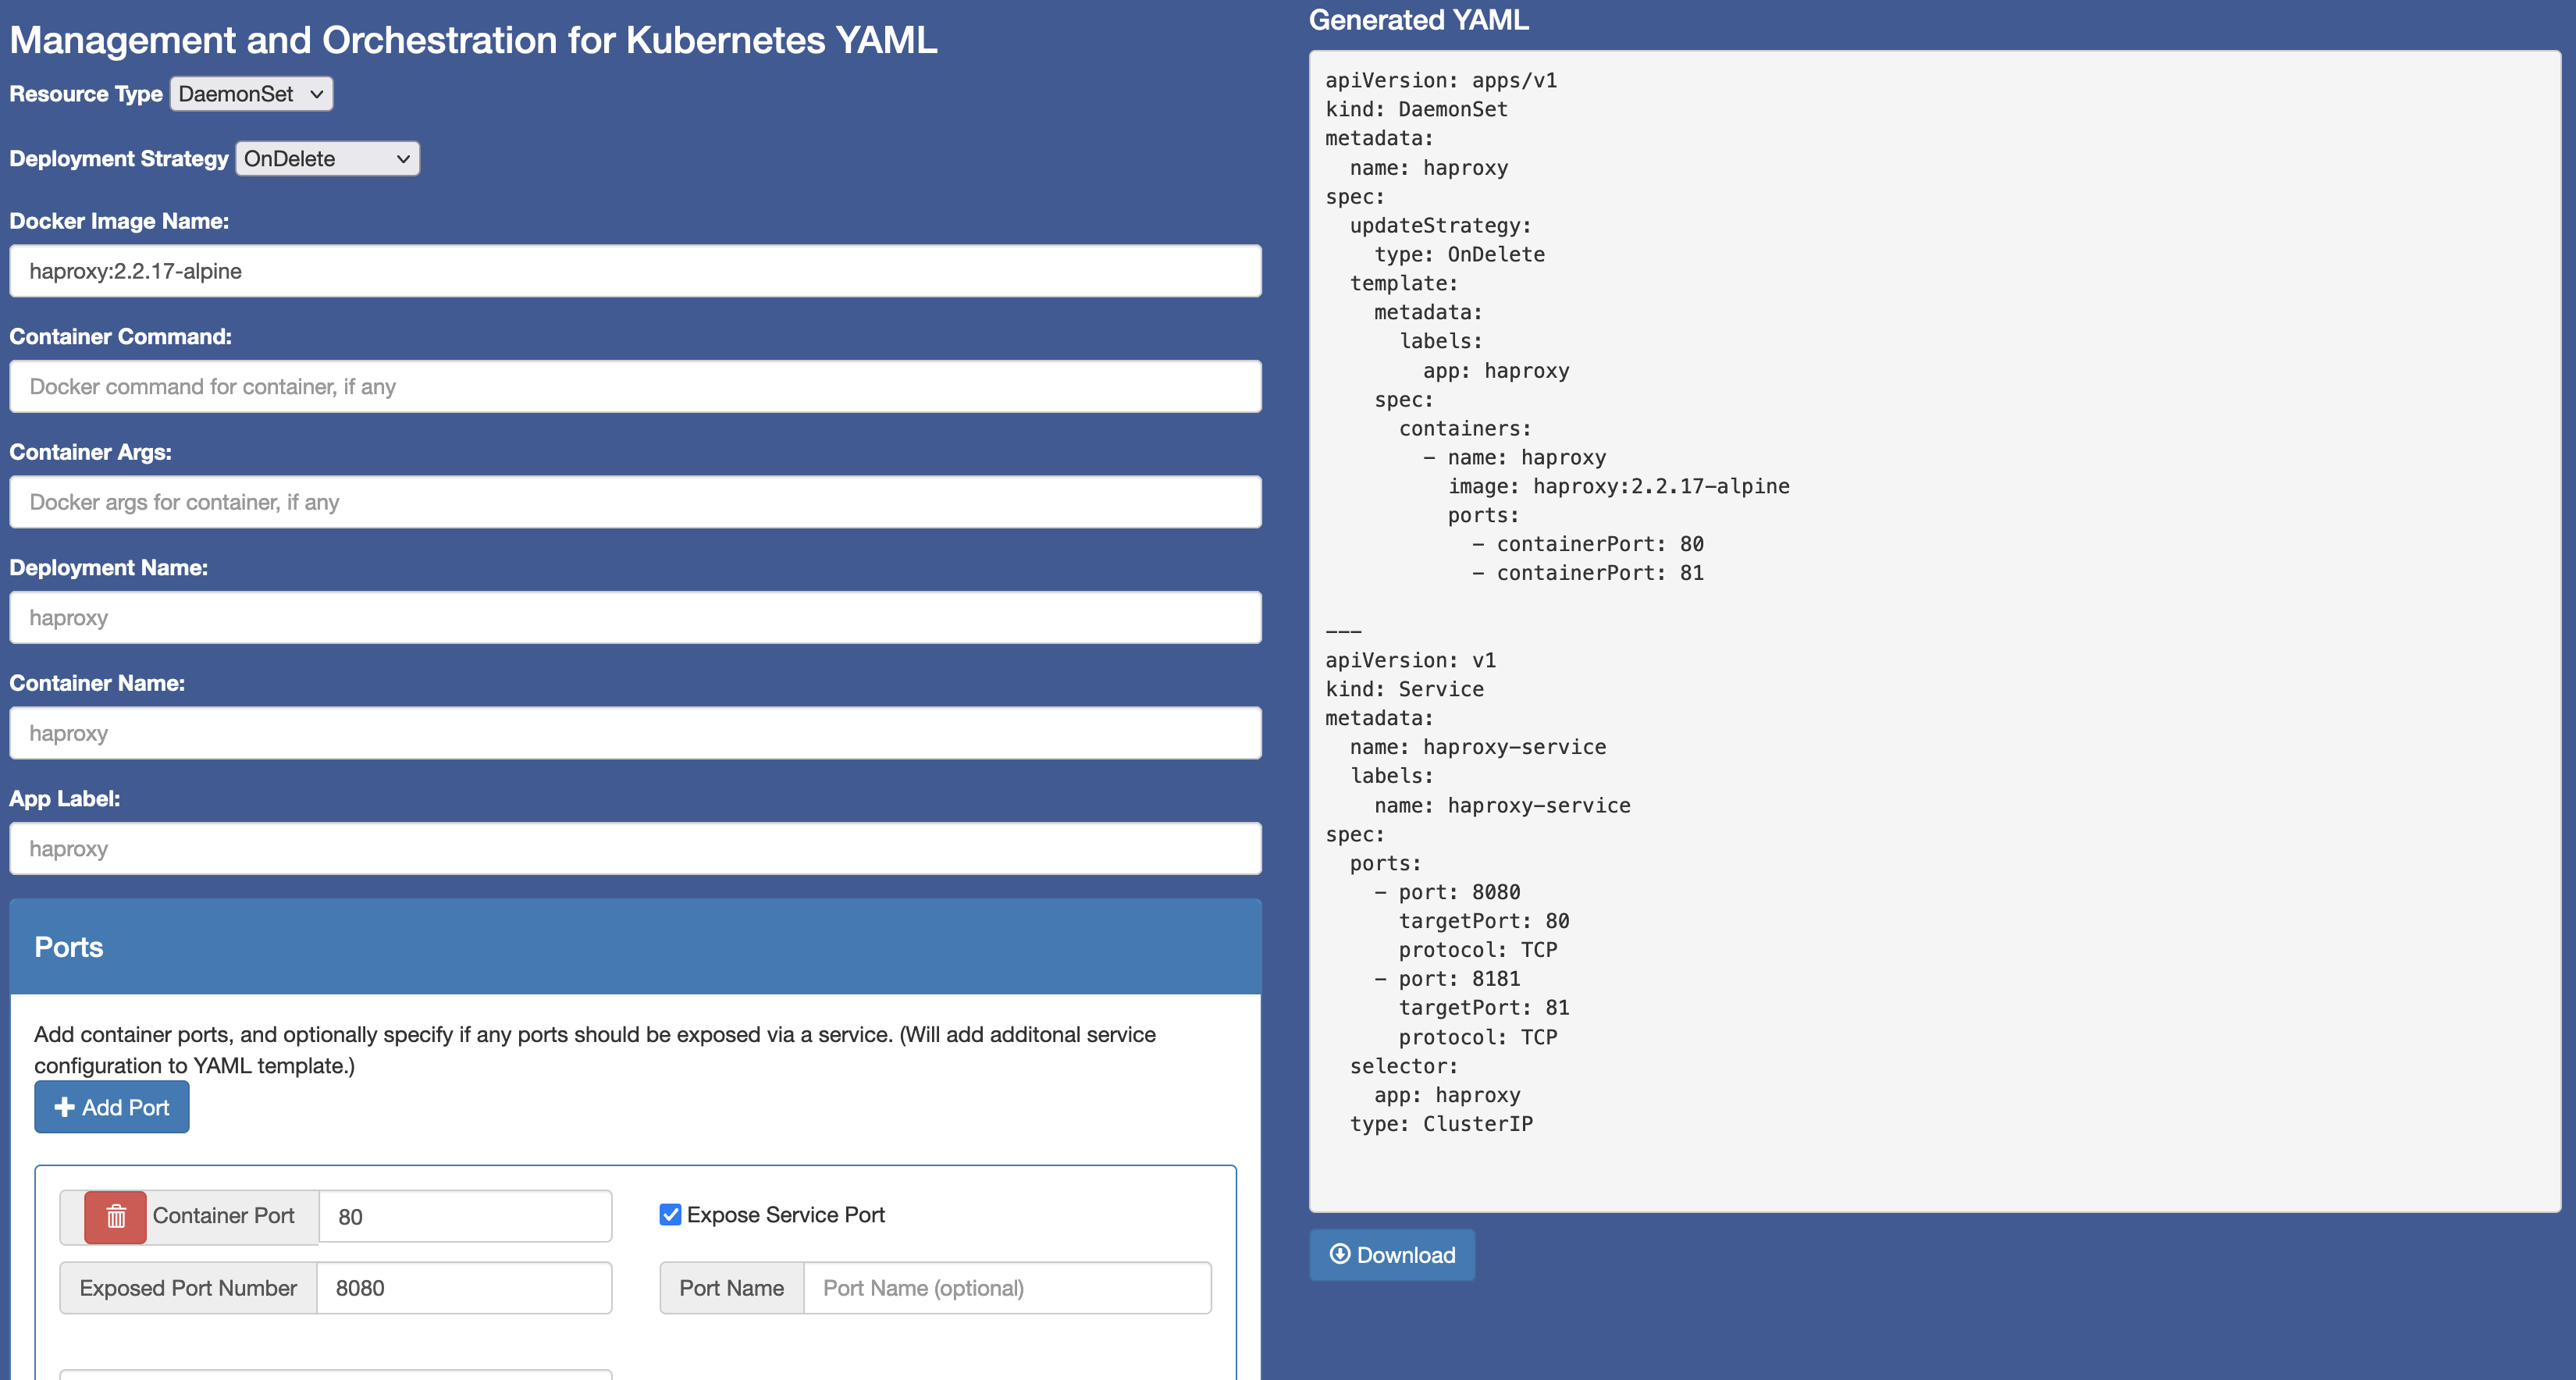 Management and Orchestration for Kubernetes YAML
Resource Type DaemonSet
Deployment Strategy OnDelete
Docker Image Name:
haproxy:2.2.17-alpine
Container Command:
Docker command for container, if any
Container Args:
Docker args for container, if any
Deployment Name:
haproxy
Container Name:
haproxy
App Label:
haproxy
Ports
Add container ports, and optionally specify if any ports should be exposed via a service. (Will add additonal service
configuration to YAML template.)
Add Port
Container Port 80
Expose Service Port
Exposed Port Number 8080
Port Name Port Name (optional)
Generated YAML
apiVersion: apps/v1
kind: DaemonSet
metadata:
  name: haproxy
spec:
  updateStrategy:
    type: OnDelete
  template:
    metadata:
      labels:
        app: haproxy
    spec:
      containers:
        - name: haproxy
          image: haproxy:2.2.17-alpine
          ports:
            - containerPort: 80
            - containerPort: 81
---
apiVersion: v1
kind: Service
metadata:
  name: haproxy-service
  labels:
    name: haproxy-service
spec:
  ports:
    - port: 8080
      targetPort: 80
      protocol: TCP
    - port: 8181
      targetPort: 81
      protocol: TCP
  selector:
    app: haproxy
  type: ClusterIP
Download